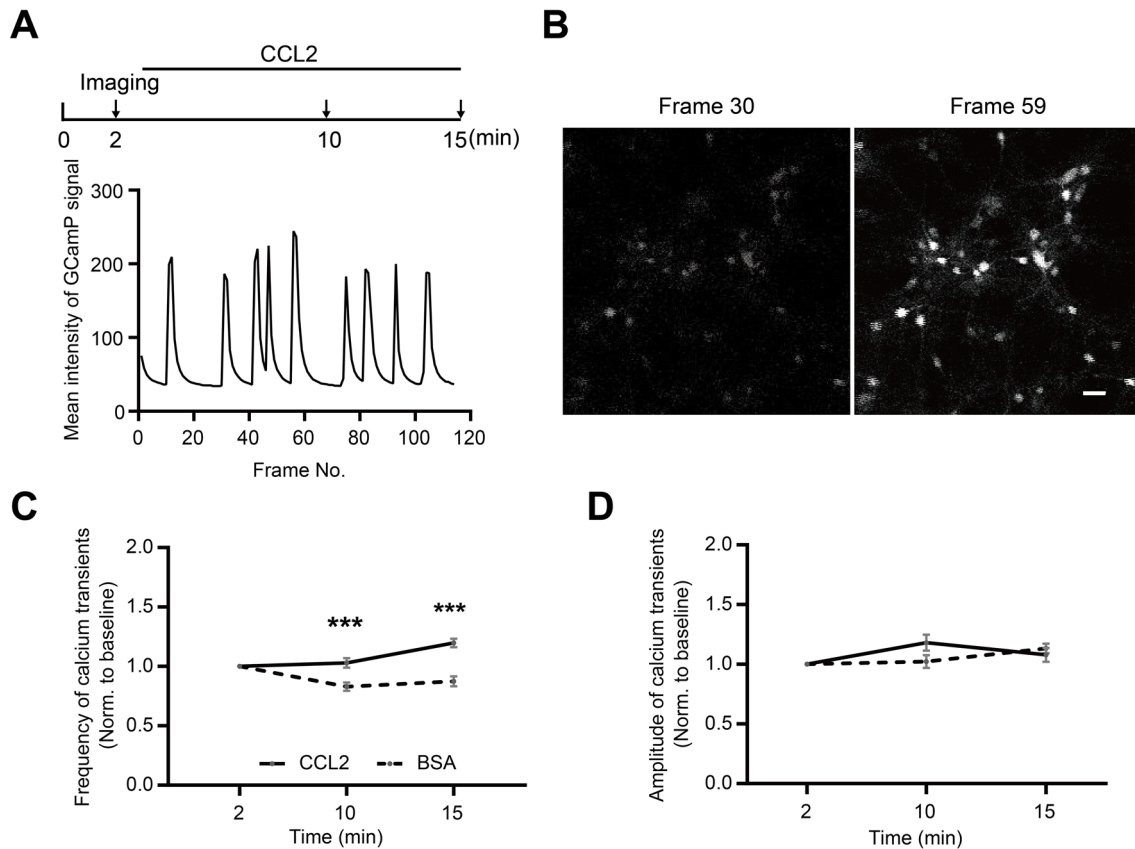 A
CCL2
Imaging
0 2 10 15 (min)
Mean intensity of GCamP signal
300
200
100
0
0 20 40 60 80 100 120
Frame No.
B
Frame 30 Frame 59
C
Frequency of calcium transients
(Norm. to baseline)
2.0
1.5
1.0
0.5
0.0
*** ***
CCL2 BSA
2 10 15
Time (min)
D
Amplitude of calcium transients
(Norm. to baseline)
2.0
1.5
1.0
0.5
0.0
2 10 15
Time (min)